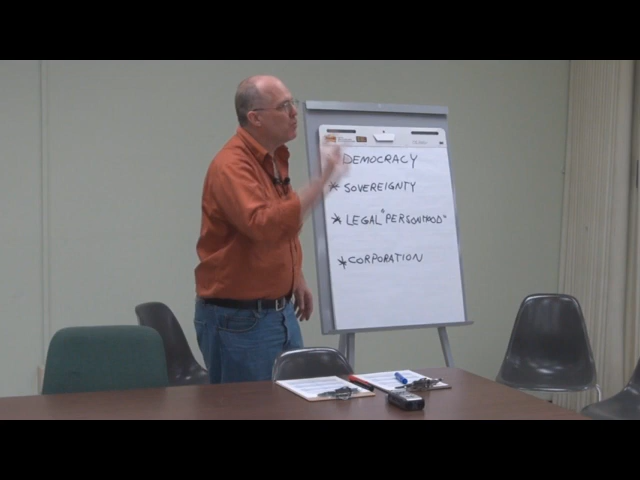 DEMOCRACY
* SOVEREIGNTY
* LEGAL "PERSONHOOD"
* CORPORATION